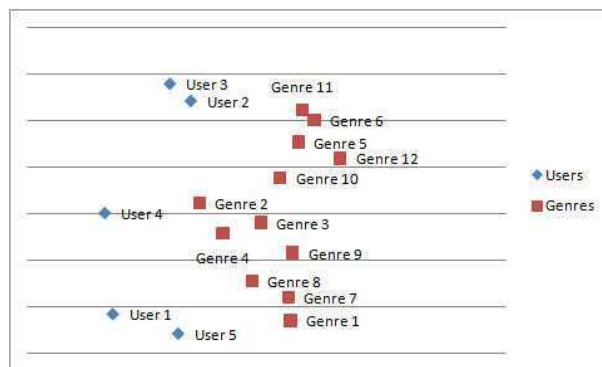 User 3
Genre 11
User 2
Genre 6
Genre 5
Genre 12
Genre 10
Users
Genre 2
Genres
User 4
Genre 3
Genre 4
Genre 9
Genre 8
Genre 7
User 1
Genre 1
User 5